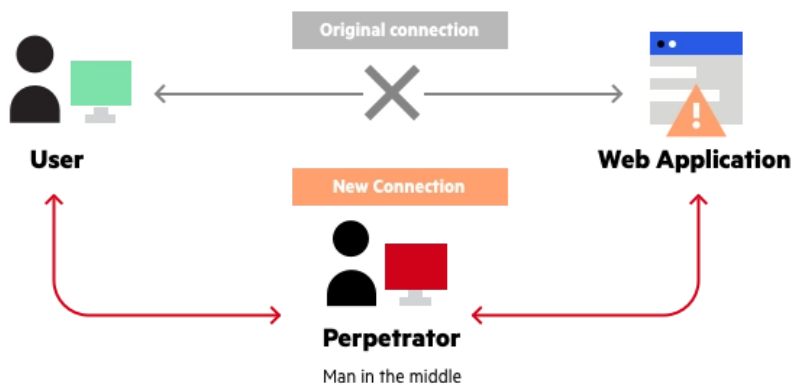 Original connection
User
Web Application
New Connection
Perpetrator
Man in the middle